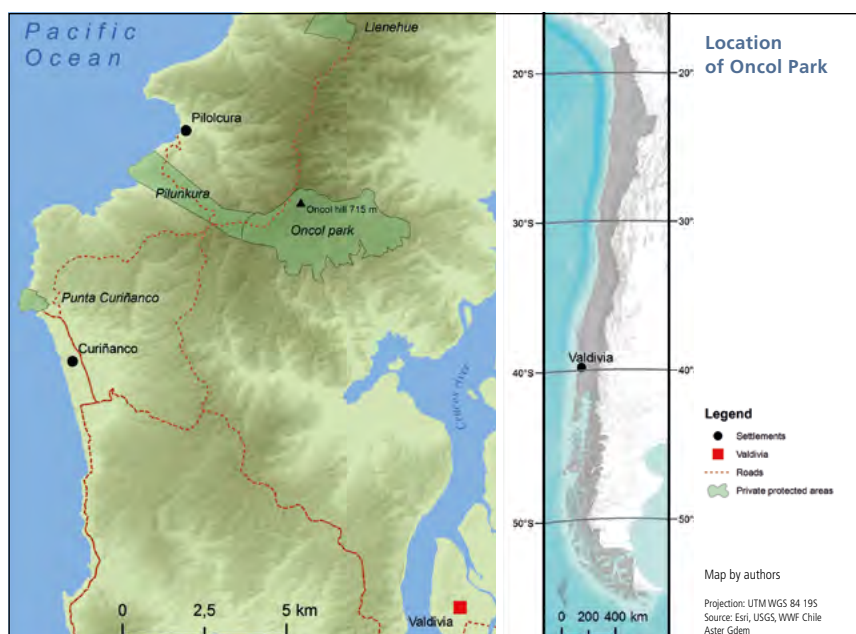 Pacific
Ocean
Llenehue
Pilolcura
Pilunkura
Oncol hill 715 m
Oncol park
Punta Curiñanco
Curiñanco
Cruces river
0 2,5 5 km
Valdivia
20°S
20°
30°S
30°
Valdivia
40°S
40°
50°S
50°
0 200 400 km
Location
of Oncol Park
Legend
Settlements
Valdivia
Roads
Private protected areas
Map by authors
Projection: UTM WGS 84 19S
Source: Esri, USGS, WWF Chile
Aster Gdem